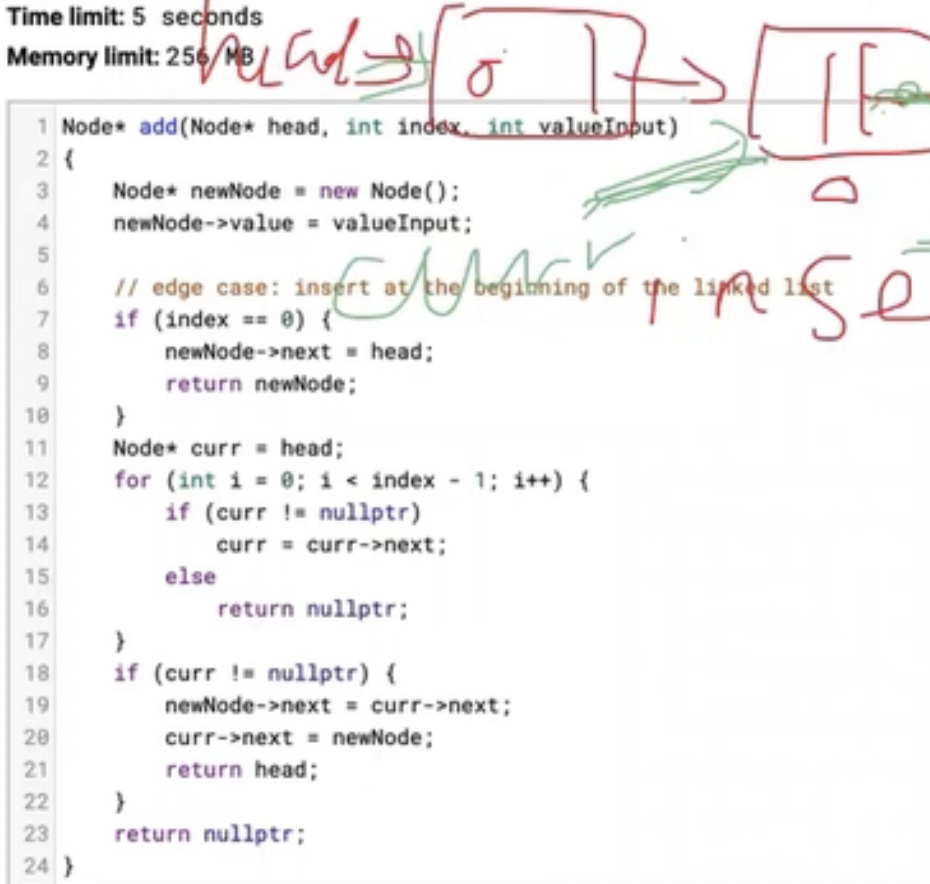 Time limit: 5 seconds
Memory limit: 256 MB
head
0
1 Node* add(Node* head, int index, int valueInput)
2 {
3 Node* newNode = new Node();
4 newNode->value = valueInput;
5
6 // edge case: insert at the beginning of the linked list
7 if (index == 0) {
8 newNode->next = head;
9 return newNode;
10 }
11 Node* curr = head;
12 for (int i = 0; i < index - 1; i++) {
13 if (curr != nullptr)
14 curr = curr->next;
15 else
16 return nullptr;
17 }
18 if (curr != nullptr) {
19 newNode->next = curr->next;
20 curr->next = newNode;
21 return head;
22 }
23 return nullptr;
24 }
curr
inse